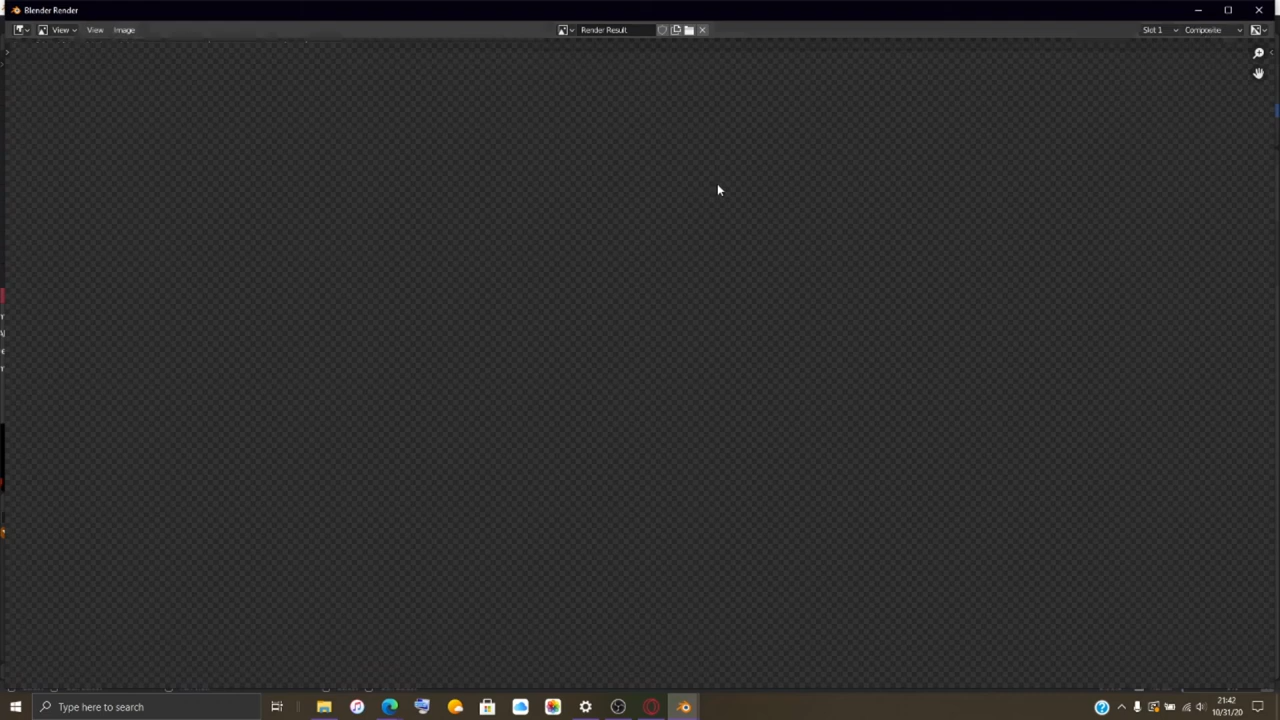 Blender Render
View View Image Render Result Slot 1 Composite
Type here to search
21:42
10/31/20